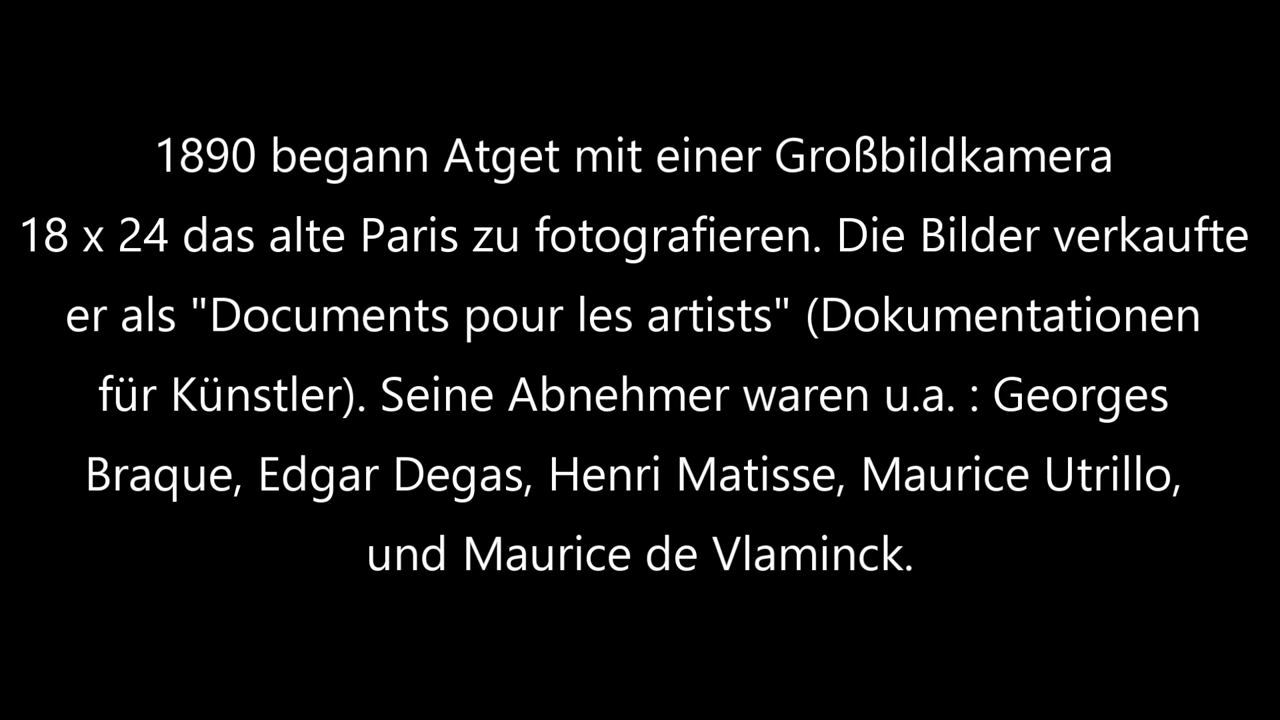 1890 begann Atget mit einer Großbildkamera
18 x 24 das alte Paris zu fotografieren. Die Bilder verkaufte
er als "Documents pour les artists" (Dokumentationen
für Künstler). Seine Abnehmer waren u.a. : Georges
Braque, Edgar Degas, Henri Matisse, Maurice Utrillo,
und Maurice de Vlaminck.